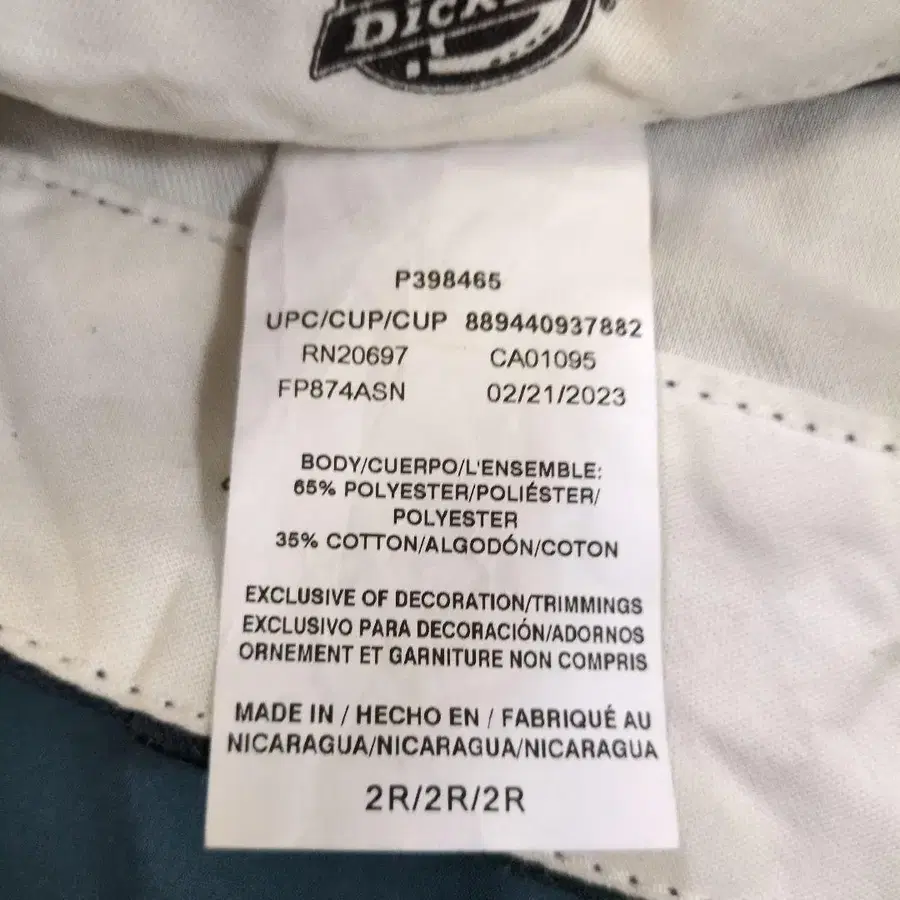 P398465
UPC/CUP/CUP 889440937882
RN20697 CA01095
FP874ASN 02/21/2023
BODY/CUERPO/L'ENSEMBLE:
65% POLYESTER/POLIÉSTER/
POLYESTER
35% COTTON/ALGODÓN/COTON
EXCLUSIVE OF DECORATION/TRIMMINGS
EXCLUSIVO PARA DECORACIÓN/ADORNOS
ORNEMENT ET GARNITURE NON COMPRIS
MADE IN / HECHO EN / FABRIQUÉ AU
NICARAGUA/NICARAGUA/NICARAGUA
2R/2R/2R